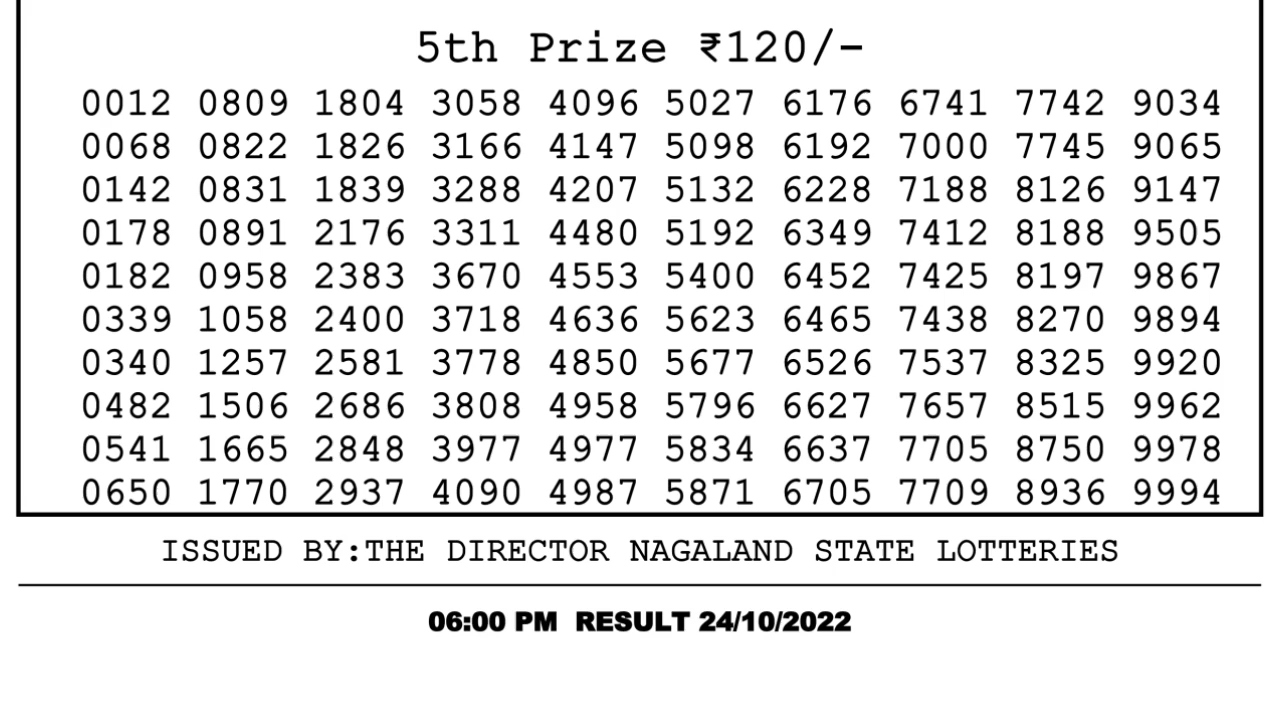 5th Prize ₹120/-
0012 0809 1804 3058 4096 5027 6176 6741 7742 9034
0068 0822 1826 3166 4147 5098 6192 7000 7745 9065
0142 0831 1839 3288 4207 5132 6228 7188 8126 9147
0178 0891 2176 3311 4480 5192 6349 7412 8188 9505
0182 0958 2383 3670 4553 5400 6452 7425 8197 9867
0339 1058 2400 3718 4636 5623 6465 7438 8270 9894
0340 1257 2581 3778 4850 5677 6526 7537 8325 9920
0482 1506 2686 3808 4958 5796 6627 7657 8515 9962
0541 1665 2848 3977 4977 5834 6637 7705 8750 9978
0650 1770 2937 4090 4987 5871 6705 7709 8936 9994
ISSUED BY:THE DIRECTOR NAGALAND STATE LOTTERIES
06:00 PM RESULT 24/10/2022